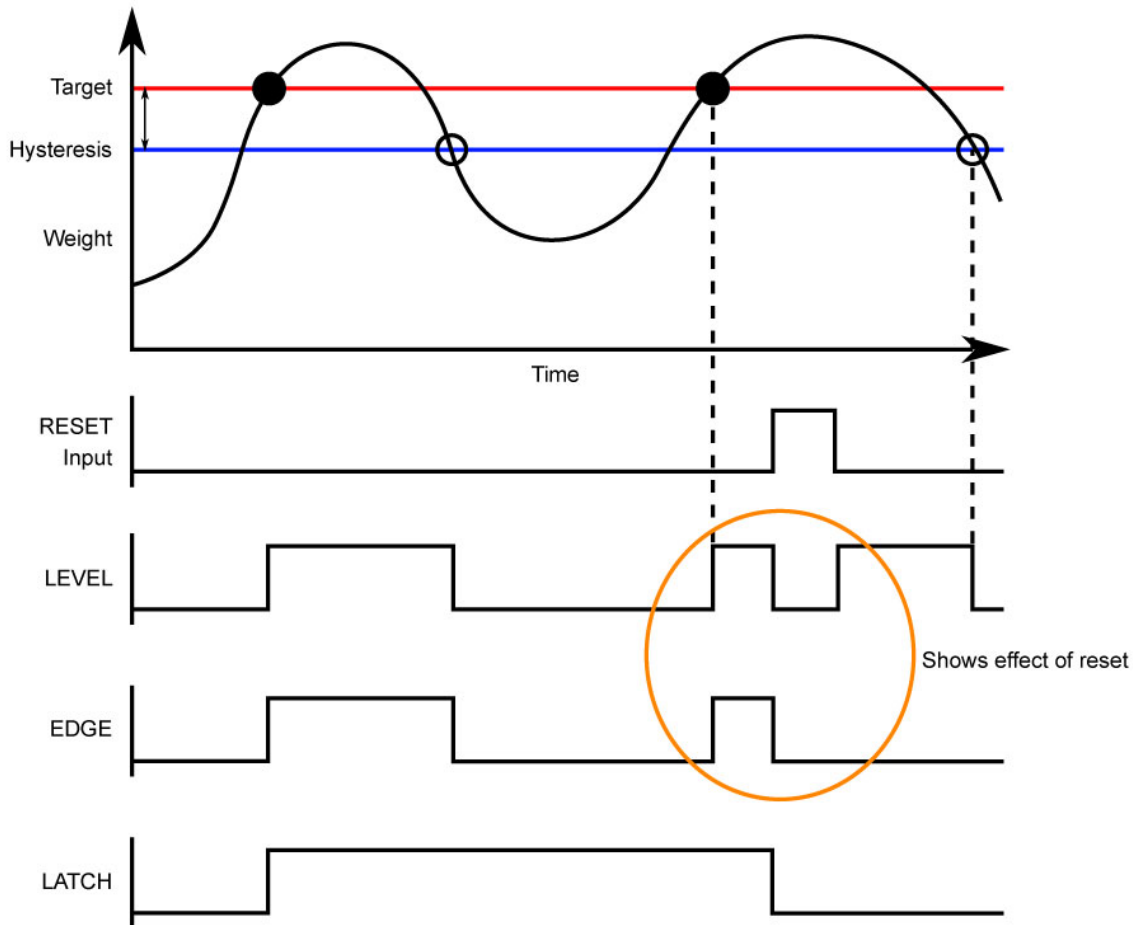 Target
Hysteresis
Weight
Time
RESET
Input
LEVEL
Shows effect of reset
EDGE
LATCH